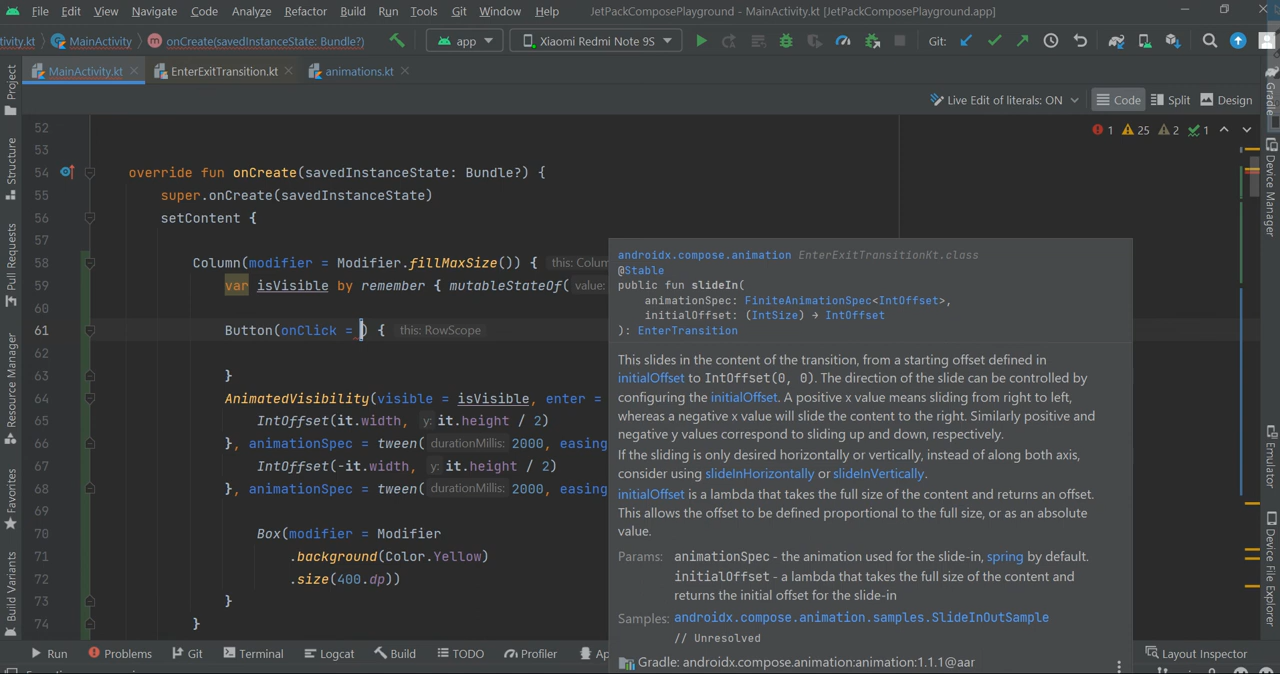 File Edit View Navigate Code Analyze Refactor Build Run Tools Git Window Help JetPackComposePlayground - MainActivity.kt [JetPackComposePlayground.app]
tivity.kt MainActivity onCreate(savedInstanceState: Bundle?) app Xiaomi Redmi Note 9S Git:
MainActivity.kt EnterExitTransition.kt animations.kt
Live Edit of literals: ON Code Split Design
1 25 2 1
Project
Structure
Pull Requests
Resource Manager
Favorites
Build Variants
52
53
54 override fun onCreate(savedInstanceState: Bundle?) {
55 super.onCreate(savedInstanceState)
56 setContent {
57
58 Column(modifier = Modifier.fillMaxSize()) { this: Colum
59 var isVisible by remember { mutableStateOf( value:
60
61 Button(onClick = ) { this: RowScope
62
63 }
64 AnimatedVisibility(visible = isVisible, enter =
65 IntOffset(it.width, y: it.height / 2)
66 }, animationSpec = tween( durationMillis: 2000, easing
67 IntOffset(-it.width, y: it.height / 2)
68 }, animationSpec = tween( durationMillis: 2000, easing
69
70 Box(modifier = Modifier
71 .background(Color.Yellow)
72 .size(400.dp))
73 }
74 }
androidx.compose.animation EnterExitTransitionKt.class
@Stable
public fun slideIn(
animationSpec: FiniteAnimationSpec<IntOffset>,
initialOffset: (IntSize) → IntOffset
): EnterTransition
This slides in the content of the transition, from a starting offset defined in
initialOffset to IntOffset(0, 0). The direction of the slide can be controlled by
configuring the initialOffset. A positive x value means sliding from right to left,
whereas a negative x value will slide the content to the right. Similarly positive and
negative y values correspond to sliding up and down, respectively.
If the sliding is only desired horizontally or vertically, instead of along both axis,
consider using slideInHorizontally or slideInVertically.
initialOffset is a lambda that takes the full size of the content and returns an offset.
This allows the offset to be defined proportional to the full size, or as an absolute
value.
Params: animationSpec - the animation used for the slide-in, spring by default.
initialOffset - a lambda that takes the full size of the content and
returns the initial offset for the slide-in
Samples: androidx.compose.animation.samples.SlideInOutSample
// Unresolved
Gradle: androidx.compose.animation:animation:1.1.1@aar
Gradle
Device Manager
Emulator
Device File Explorer
Run Problems Git Terminal Logcat Build TODO Profiler Ap Layout Inspector